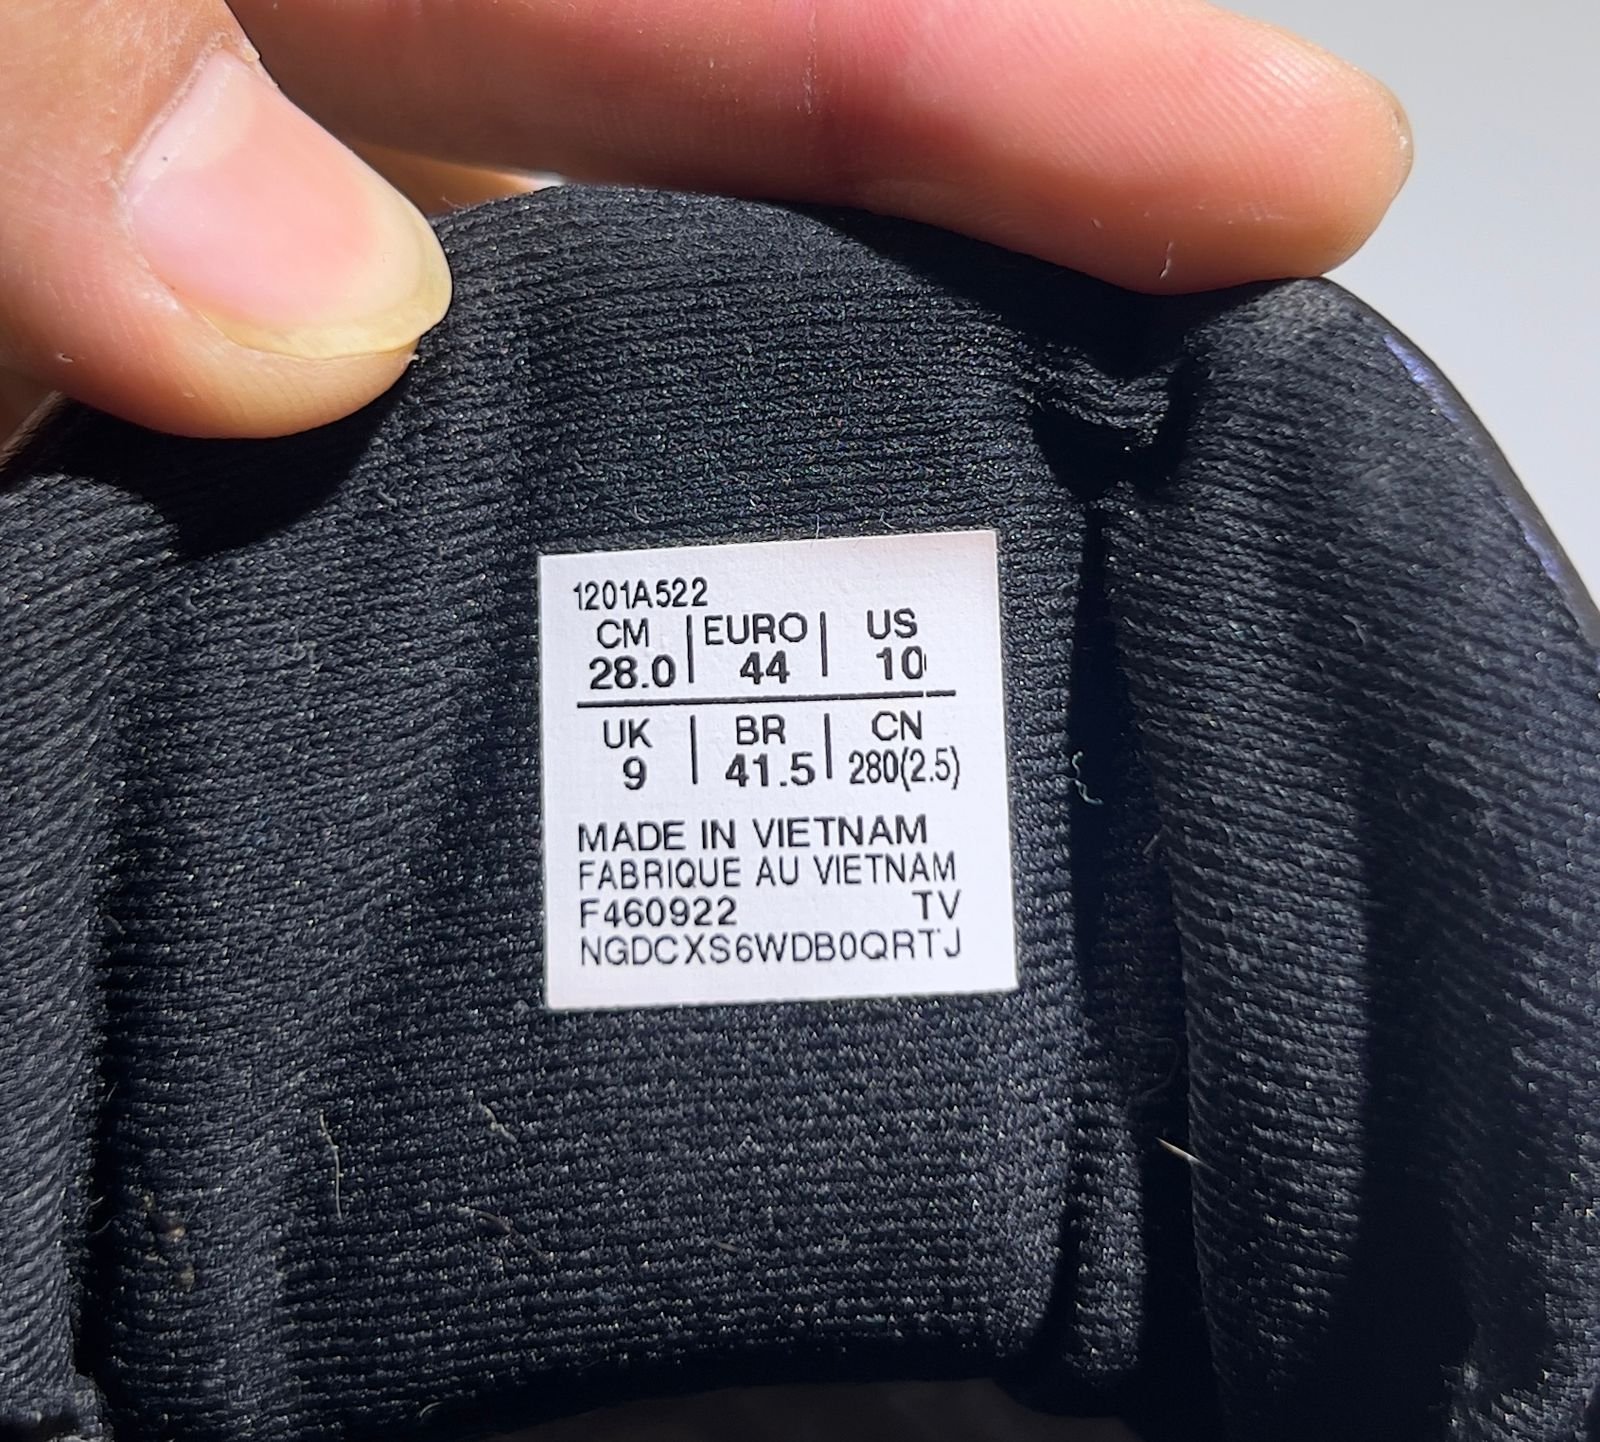 1201A522
CM | EURO | US
28.0 | 44 | 10
UK | BR | CN
9 | 41.5 | 280(2.5)
MADE IN VIETNAM
FABRIQUE AU VIETNAM
F460922 TV
NGDCXS6WDB0QRTJ